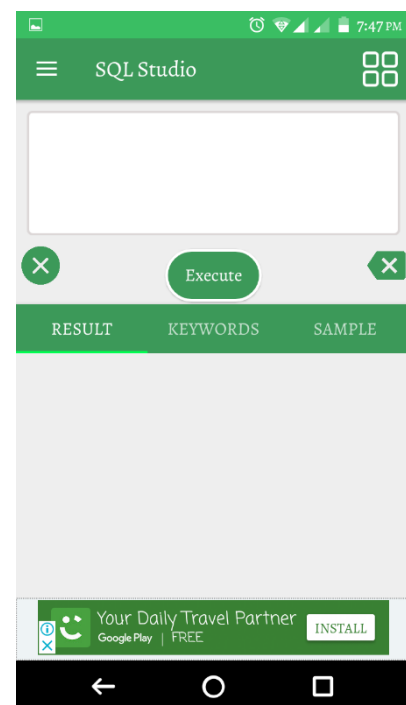 7:47 PM
SQL Studio
Execute
RESULT KEYWORDS SAMPLE
Your Daily Travel Partner
Google Play | FREE
INSTALL